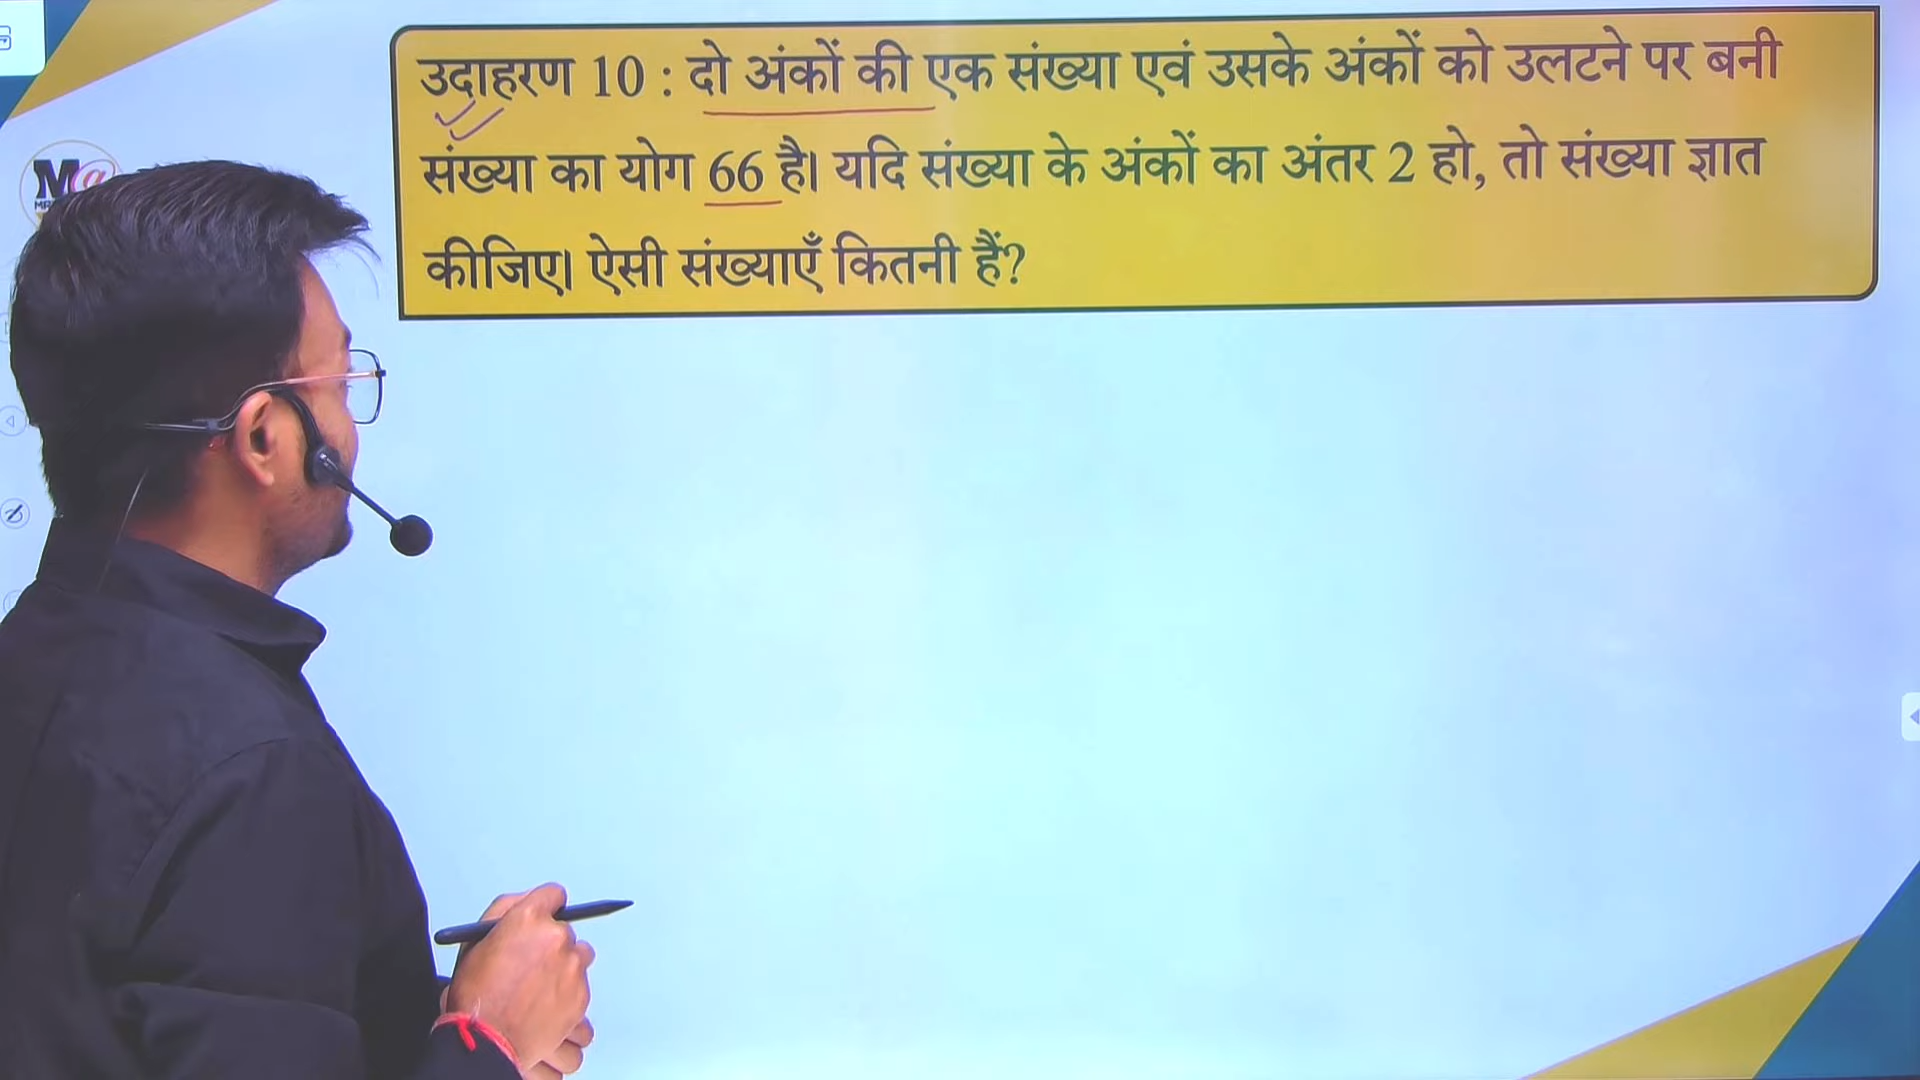 उदाहरण 10 : दो अंकों की एक संख्या एवं उसके अंकों को उलटने पर बनी
संख्या का योग 66 है। यदि संख्या के अंकों का अंतर 2 हो, तो संख्या ज्ञात
कीजिए। ऐसी संख्याएँ कितनी हैं?